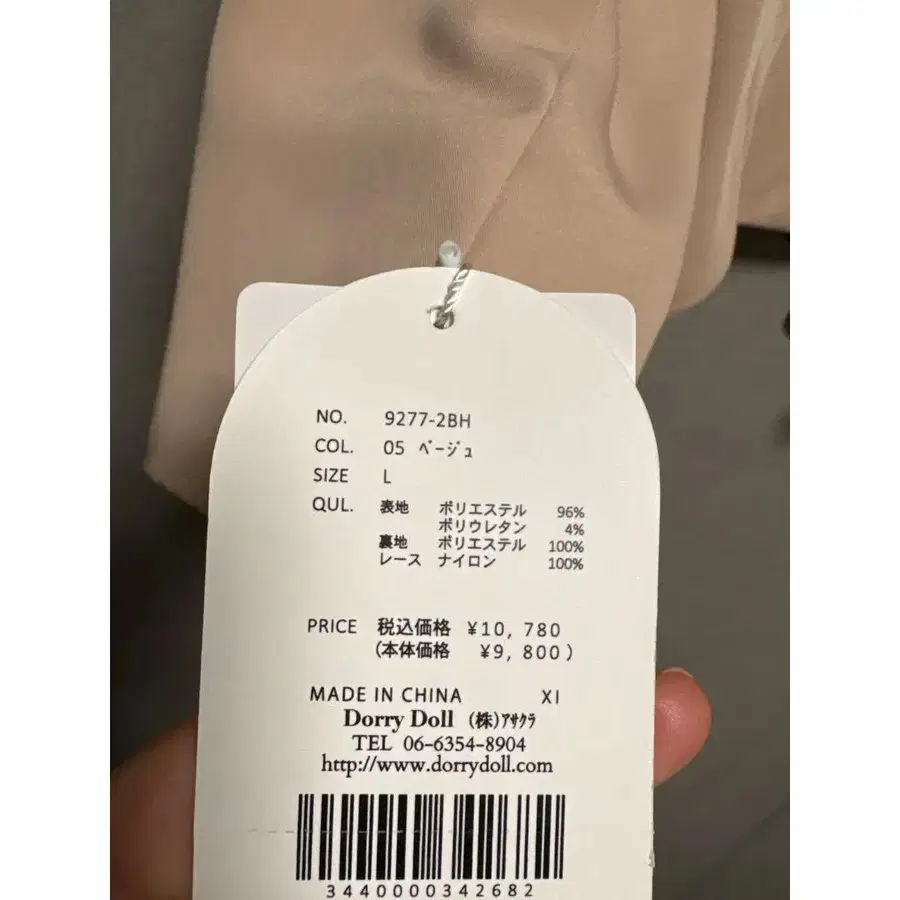 NO. 9277-2BH
COL. 05 ﾍﾞｰｼﾞｭ
SIZE L
QUL. 表地 ポリエステル 96%
ポリウレタン 4%
裏地 ポリエステル 100%
レース ナイロン 100%
PRICE 税込価格 ¥10, 780
(本体価格 ¥9, 800)
MADE IN CHINA XI
Dorry Doll (株)ｱｻｸﾗ
TEL 06-6354-8904
http://www.dorrydoll.com
3440000342682